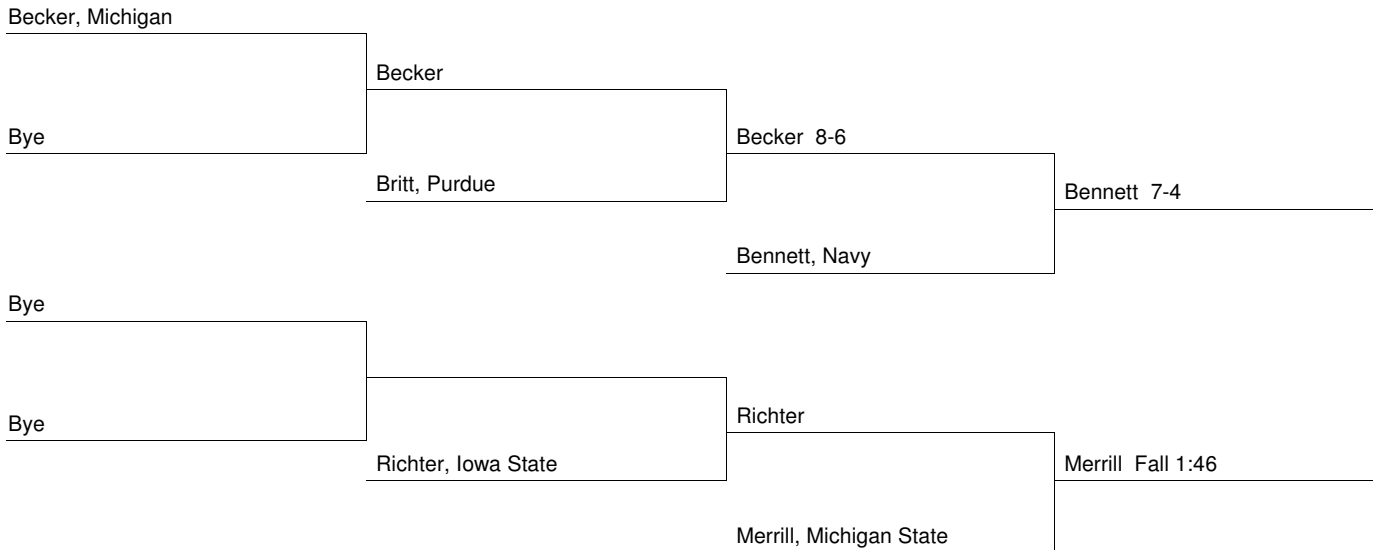 Becker, Michigan
Becker
Bye
Becker 8-6
Britt, Purdue
Bennett 7-4
Bennett, Navy
Bye
Bye
Richter
Richter, Iowa State
Merrill Fall 1:46
Merrill, Michigan State